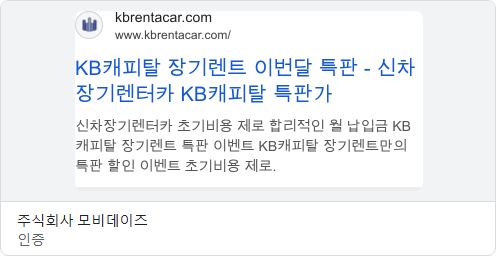 kbrentacar.com
www.kbrentacar.com/
KB캐피탈 장기렌트 이번달 특판 - 신차
장기렌터카 KB캐피탈 특판가
신차장기렌터카 초기비용 제로 합리적인 월 납입금 KB
캐피탈 장기렌트 특판 이벤트 KB캐피탈 장기렌트만의
특판 할인 이벤트 초기비용 제로.
주식회사 모비데이즈
인증